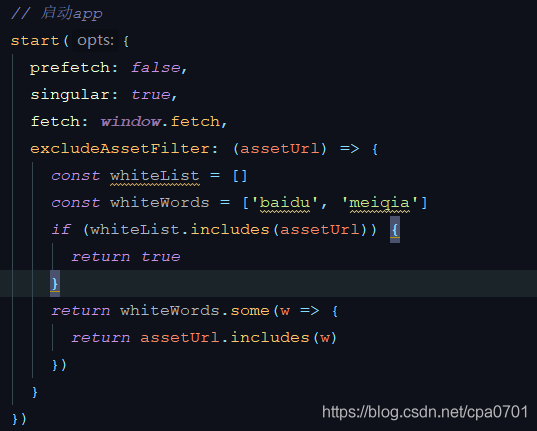 // 启动app
start( opts: {
  prefetch: false,
  singular: true,
  fetch: window.fetch,
  excludeAssetFilter: (assetUrl) => {
    const whiteList = []
    const whiteWords = ['baidu', 'meiqia']
    if (whiteList.includes(assetUrl)) {
      return true
    }
    return whiteWords.some(w => {
      return assetUrl.includes(w)
    })
  }
})
https://blog.csdn.net/cpa0701